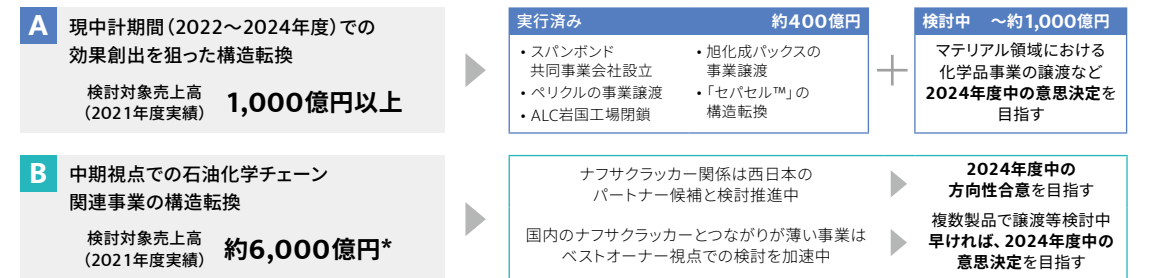 A
現中計期間（2022～2024年度）での
効果創出を狙った構造転換
検討対象売上高
（2021年度実績）
1,000億円以上
実行済み 約400億円
・スパンボンド
共同事業会社設立
・ペリクルの事業譲渡
・ALC岩国工場閉鎖
・旭化成パックスの
事業譲渡
・「セパセル™」の
構造転換
検討中 ～約1,000億円
マテリアル領域における
化学品事業の譲渡など
2024年度中の意思決定を
目指す
B
中期視点での石油化学チェーン
関連事業の構造転換
検討対象売上高
（2021年度実績）
約6,000億円*
ナフサクラッカー関係は西日本の
パートナー候補と検討推進中
2024年度中の
方向性合意を目指す
国内のナフサクラッカーとつながりが薄い事業は
ベストオーナー視点での検討を加速中
複数製品で譲渡等検討中
早ければ、2024年度中の
意思決定を目指す